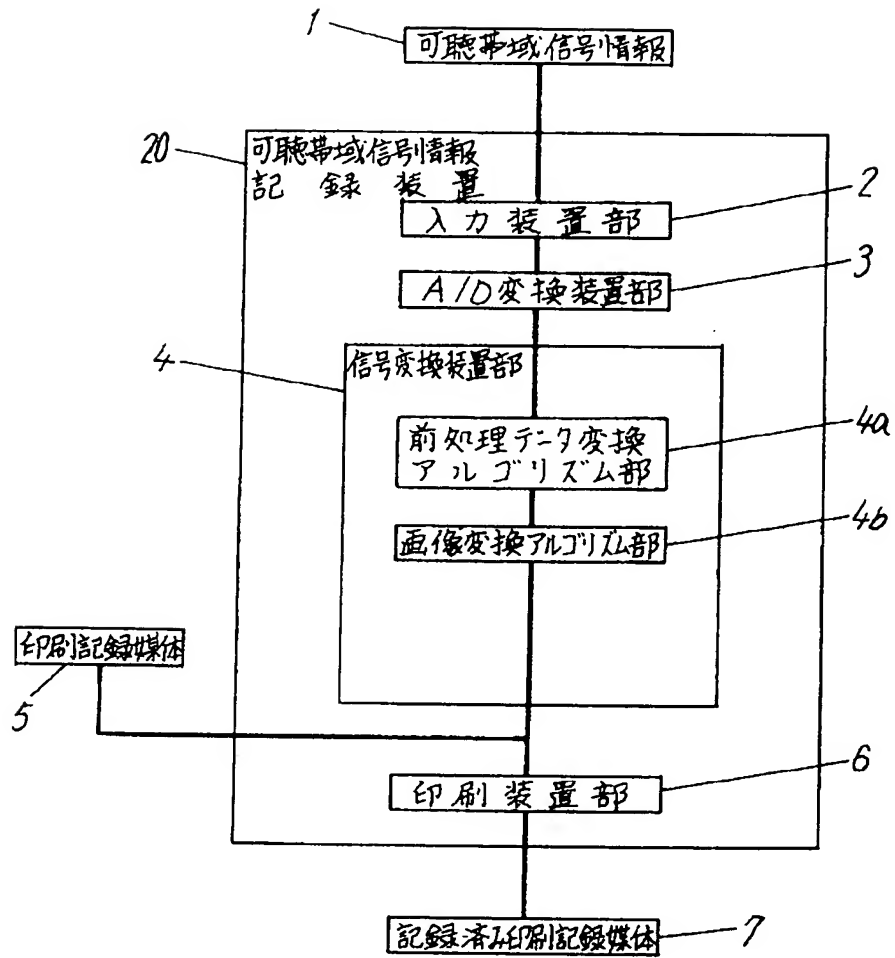 1
可聴帯域信号情報
20
可聴帯域信号情報
記録装置
2
入力装置部
3
A/D変換装置部
4
信号変換装置部
4a
前処理データ変換
アルゴリズム部
4b
画像変換アルゴリズム部
印刷記録媒体
5
6
印刷装置部
記録済み印刷記録媒体
7